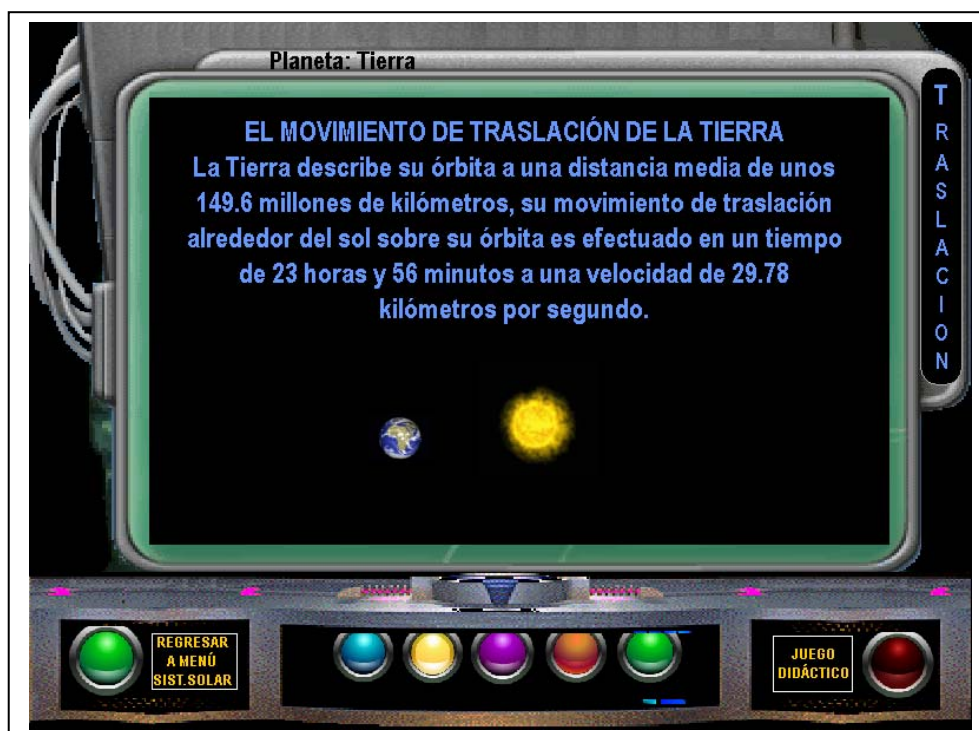 Planeta: Tierra
EL MOVIMIENTO DE TRASLACIÓN DE LA TIERRA
La Tierra describe su órbita a una distancia media de unos
149.6 millones de kilómetros, su movimiento de traslación
alrededor del sol sobre su órbita es efectuado en un tiempo
de 23 horas y 56 minutos a una velocidad de 29.78
kilómetros por segundo.
TRASLACION
REGRESAR
A MENÚ
SIST.SOLAR
JUEGO
DIDÁCTICO